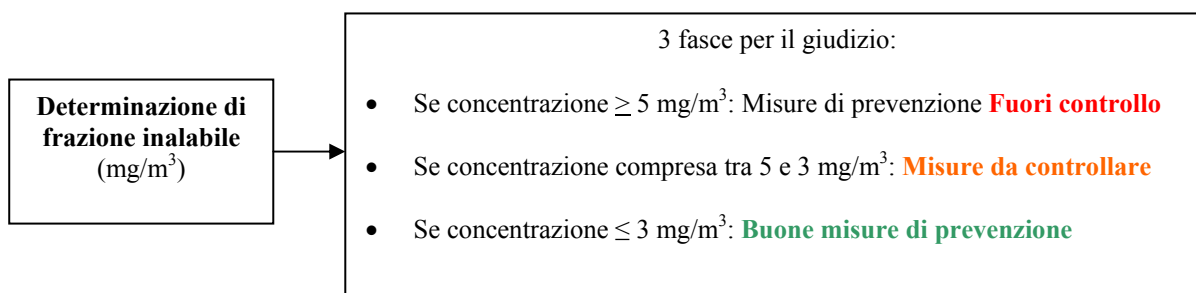 Determinazione di
frazione inalabile
(mg/m³)
3 fasce per il giudizio:
• Se concentrazione ≥ 5 mg/m³: Misure di prevenzione Fuori controllo
• Se concentrazione compresa tra 5 e 3 mg/m³: Misure da controllare
• Se concentrazione ≤ 3 mg/m³: Buone misure di prevenzione